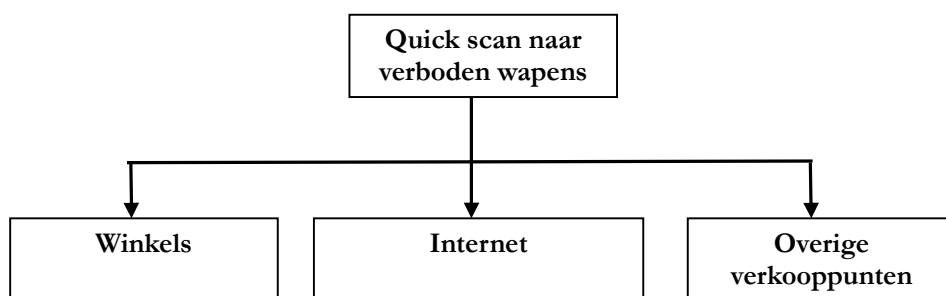 Quick scan naar
verboden wapens
Winkels
Internet
Overige
verkooppunten